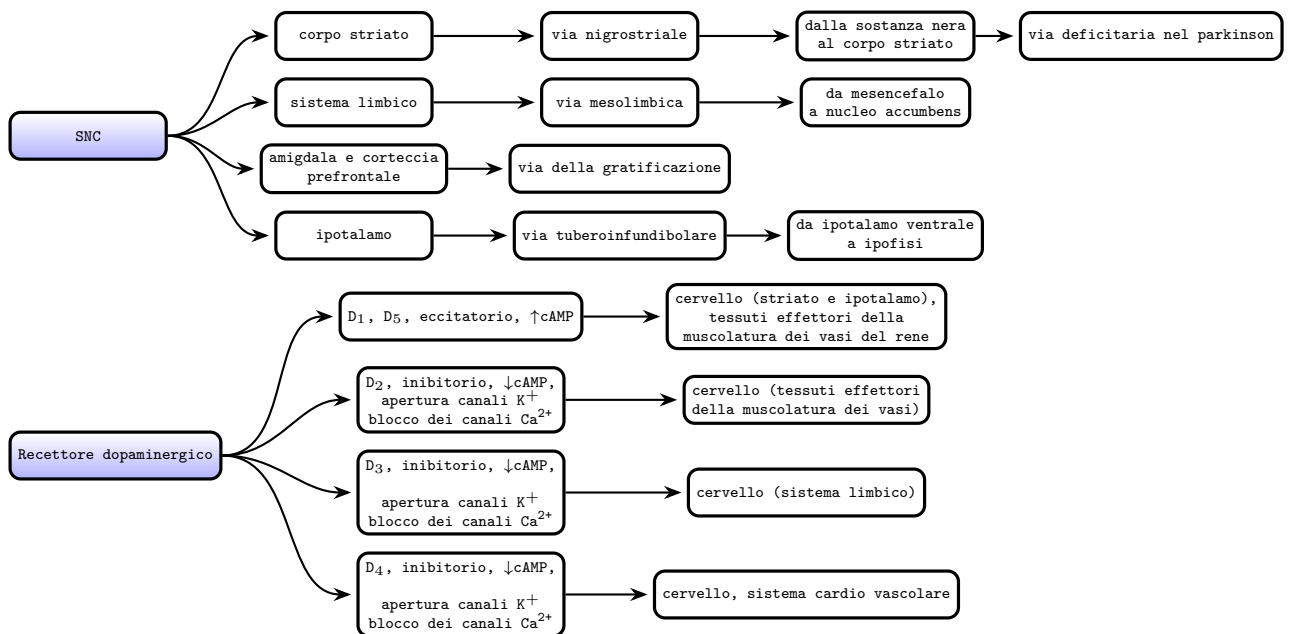 SNC
corpo striato
via nigrostriale
dalla sostanza nera
al corpo striato
via deficitaria nel parkinson
sistema limbico
via mesolimbica
da mesencefalo
a nucleo accumbens
amigdala e corteccia
prefrontale
via della gratificazione
ipotalamo
via tuberoinfundibolare
da ipotalamo ventrale
a ipofisi
Recettore dopaminergico
D₁, D₅, eccitatorio, ↑cAMP
cervello (striato e ipotalamo),
tessuti effettori della
muscolatura dei vasi del rene
D₂, inibitorio, ↓cAMP,
apertura canali K⁺
blocco dei canali Ca²⁺
cervello (tessuti effettori
della muscolatura dei vasi)
D₃, inibitorio, ↓cAMP,
apertura canali K⁺
blocco dei canali Ca²⁺
cervello (sistema limbico)
D₄, inibitorio, ↓cAMP,
apertura canali K⁺
blocco dei canali Ca²⁺
cervello, sistema cardio vascolare